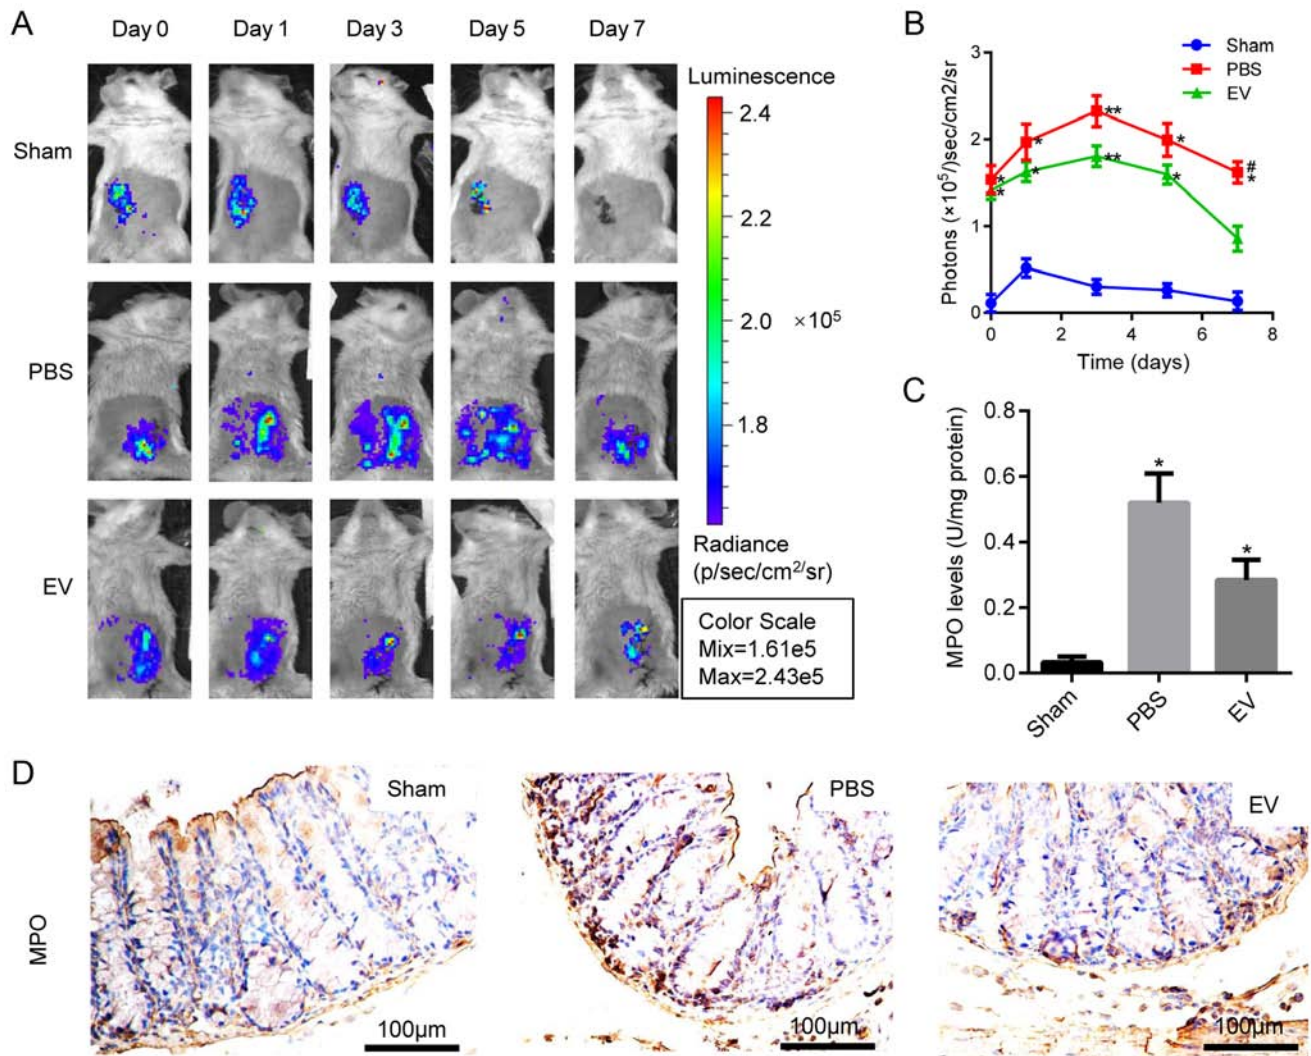 A
Day 0 Day 1 Day 3 Day 5 Day 7
Sham
PBS
EV
Luminescence
2.4
2.2
2.0 ×10⁵
1.8
Radiance
(p/sec/cm²/sr)
Color Scale
Mix=1.61e5
Max=2.43e5
B
Photons (×10⁵/)sec/cm2/sr
3
2
1
0
0 2 4 6 8
Time (days)
Sham
PBS
EV
* * * * ** ** * * # *
C
MPO levels (U/mg protein)
0.8
0.6
0.4
0.2
0.0
* *
Sham PBS EV
D
MPO
Sham PBS EV
100μm 100μm 100μm